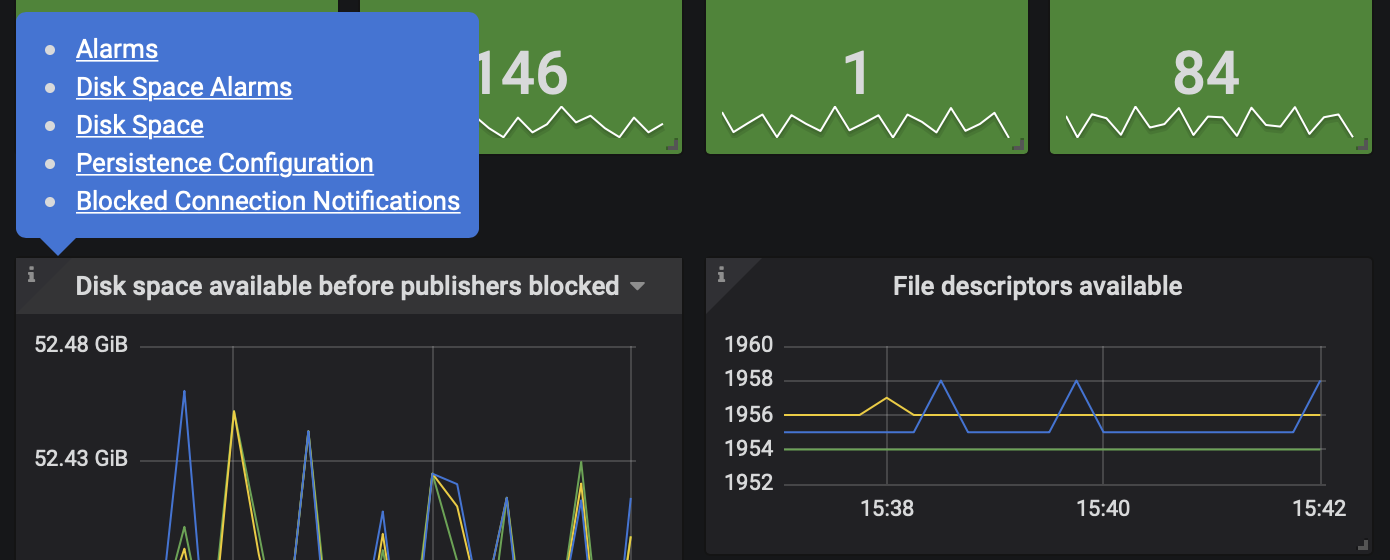 Alarms
Disk Space Alarms
Disk Space
Persistence Configuration
Blocked Connection Notifications
146
1
84
i
Disk space available before publishers blocked
52.48 GiB
52.43 GiB
i
File descriptors available
1960
1958
1956
1954
1952
15:38
15:40
15:42